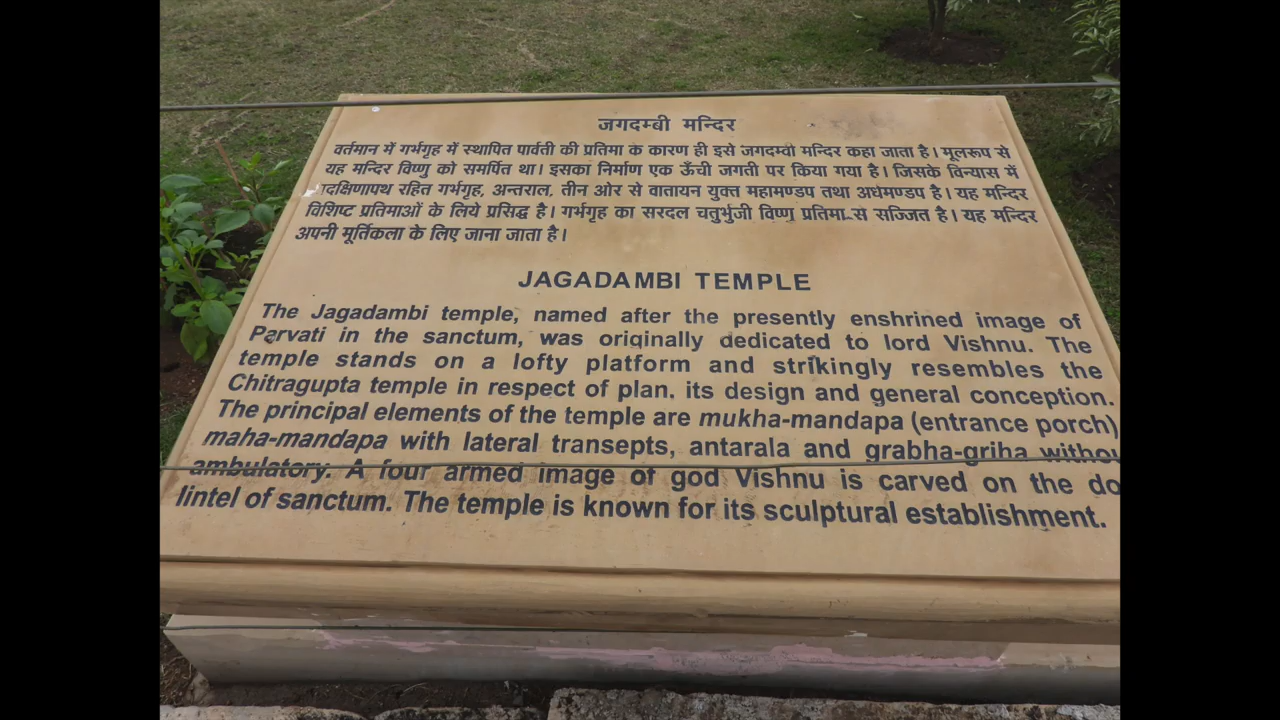 जगदम्बी मन्दिर
वर्तमान में गर्भगृह में स्थापित पार्वती की प्रतिमा के कारण ही इसे जगदम्वी मन्दिर कहा जाता है। मूलरूप से
यह मन्दिर विष्णु को समर्पित था। इसका निर्माण एक ऊँची जगती पर किया गया है। जिसके विन्यास में
प्रदक्षिणापथ रहित गर्भगृह, अन्तराल, तीन ओर से वातायन युक्त महामण्डप तथा अर्धमण्डप है। यह मन्दिर
विशिष्ट प्रतिमाओं के लिये प्रसिद्ध है। गर्भगृह का सरदल चतुर्भुजी विष्णु प्रतिमा से सज्जित है। यह मन्दिर
अपनी मूर्तिकला के लिए जाना जाता है।
JAGADAMBI TEMPLE
The Jagadambi temple, named after the presently enshrined image of
Parvati in the sanctum, was originally dedicated to lord Vishnu. The
temple stands on a lofty platform and strikingly resembles the
Chitragupta temple in respect of plan, its design and general conception.
The principal elements of the temple are mukha-mandapa (entrance porch)
maha-mandapa with lateral transepts, antarala and grabha-griha withou
ambulatory. A four armed image of god Vishnu is carved on the do
lintel of sanctum. The temple is known for its sculptural establishment.